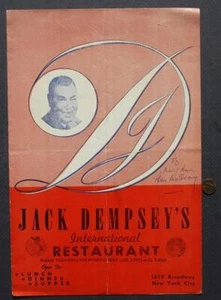 D
JACK DEMPSEY'S
International
RESTAURANT
Open for
LUNCH
DINNER
SUPPER
1619 Broadway
New York City